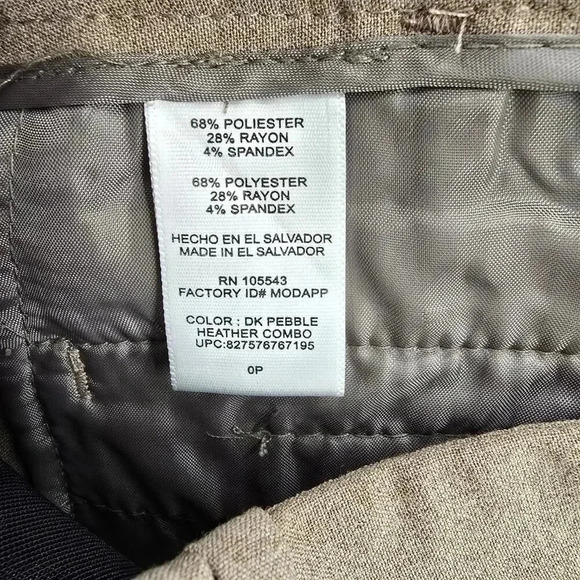 68% POLIESTER
28% RAYON
4% SPANDEX
68% POLYESTER
28% RAYON
4% SPANDEX
HECHO EN EL SALVADOR
MADE IN EL SALVADOR
RN 105543
FACTORY ID# MODAPP
COLOR : DK PEBBLE
HEATHER COMBO
UPC:827576767195
0P